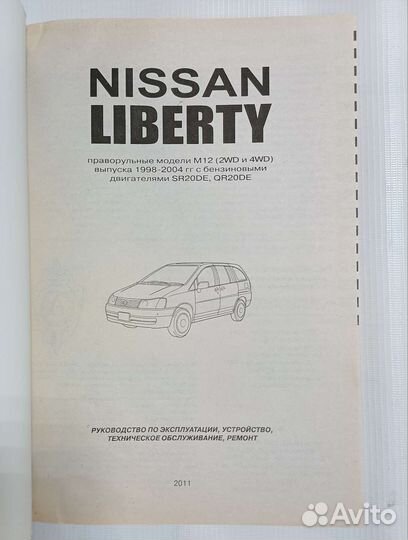 NISSAN
LIBERTY
праворульные модели M12 (2WD и 4WD)
выпуска 1998-2004 гг с бензиновыми
двигателями SR20DE, QR20DE
РУКОВОДСТВО ПО ЭКСПЛУАТАЦИИ, УСТРОЙСТВО,
ТЕХНИЧЕСКОЕ ОБСЛУЖИВАНИЕ, РЕМОНТ
2011
Avito